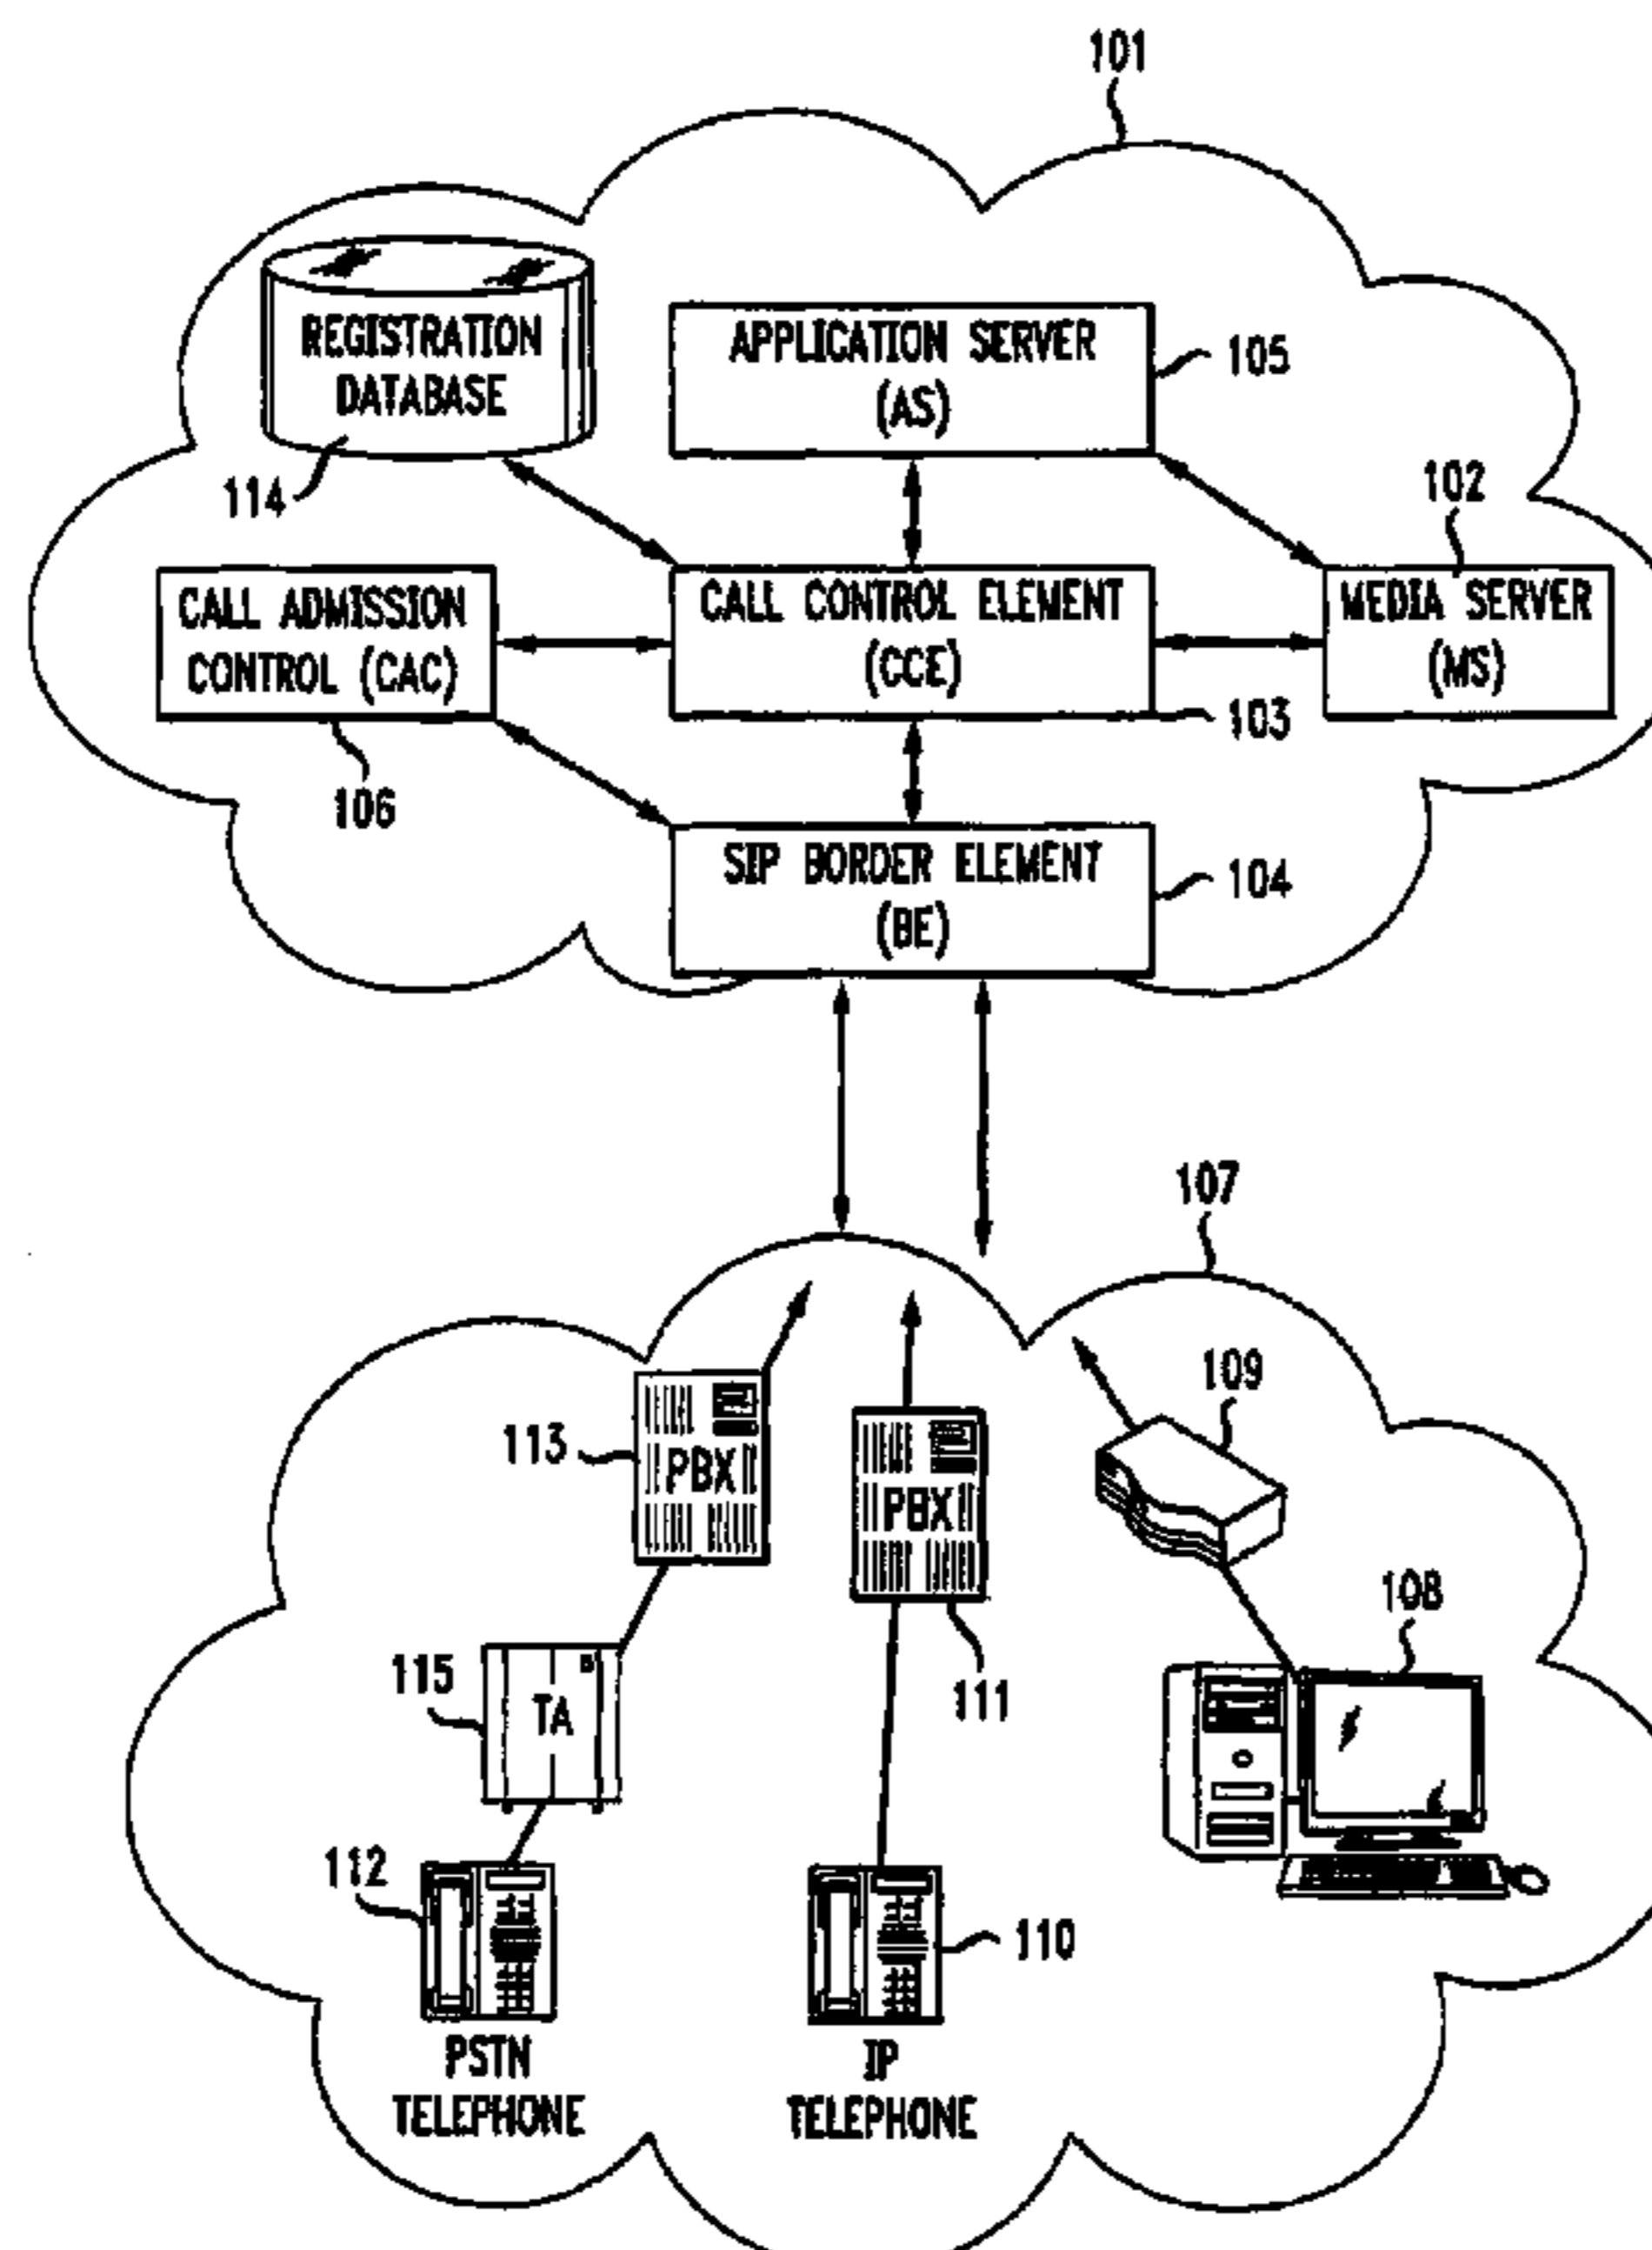 101
REGISTRATION
DATABASE
114
APPLICATION SERVER
(AS)
105
102
CALL ADMISSION
CONTROL (CAC)
106
CALL CONTROL ELEMENT
(CCE)
103
MEDIA SERVER
(MS)
SIP BORDER ELEMENT
(BE)
104
107
109
113
PBX
PBX
111
108
115
TA
112
110
PSTN
TELEPHONE
IP
TELEPHONE